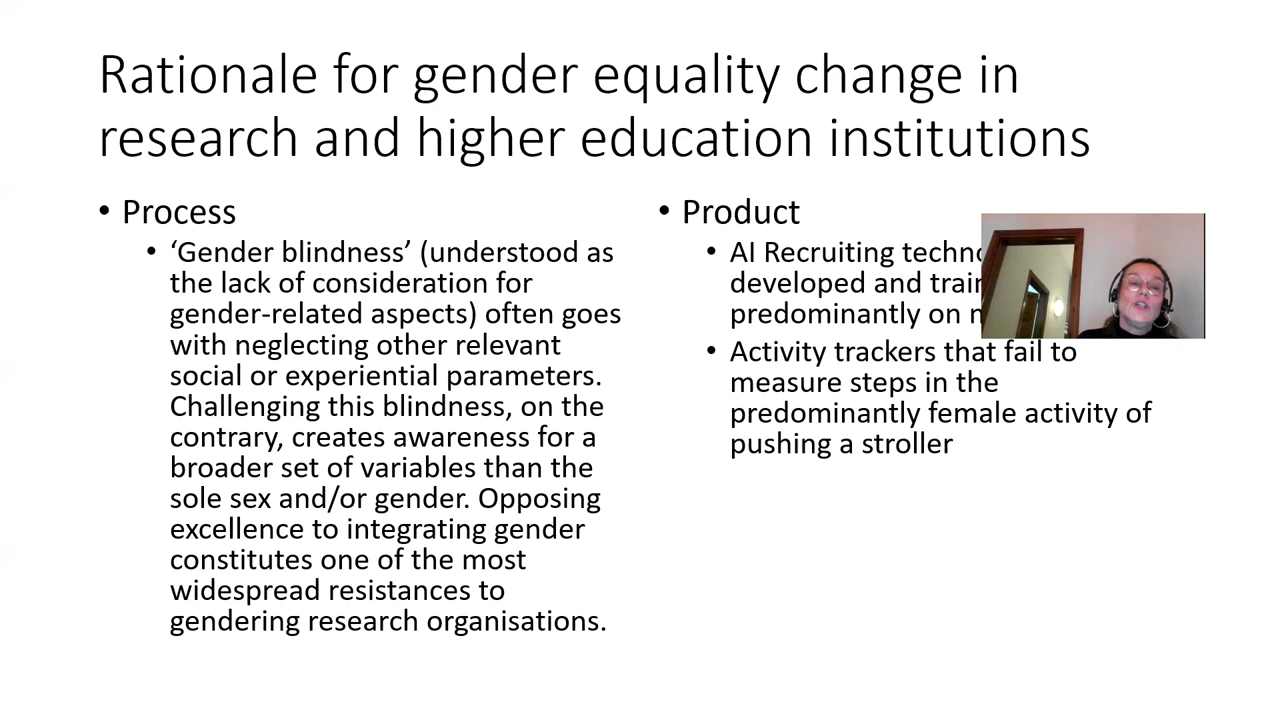 Rationale for gender equality change in
research and higher education institutions
• Process
• ‘Gender blindness’ (understood as
the lack of consideration for
gender-related aspects) often goes
with neglecting other relevant
social or experiential parameters.
Challenging this blindness, on the
contrary, creates awareness for a
broader set of variables than the
sole sex and/or gender. Opposing
excellence to integrating gender
constitutes one of the most
widespread resistances to
gendering research organisations.
• Product
• AI Recruiting
developed and
predominantly on
• Activity trackers that fail to
measure steps in the
predominantly female activity of
pushing a stroller